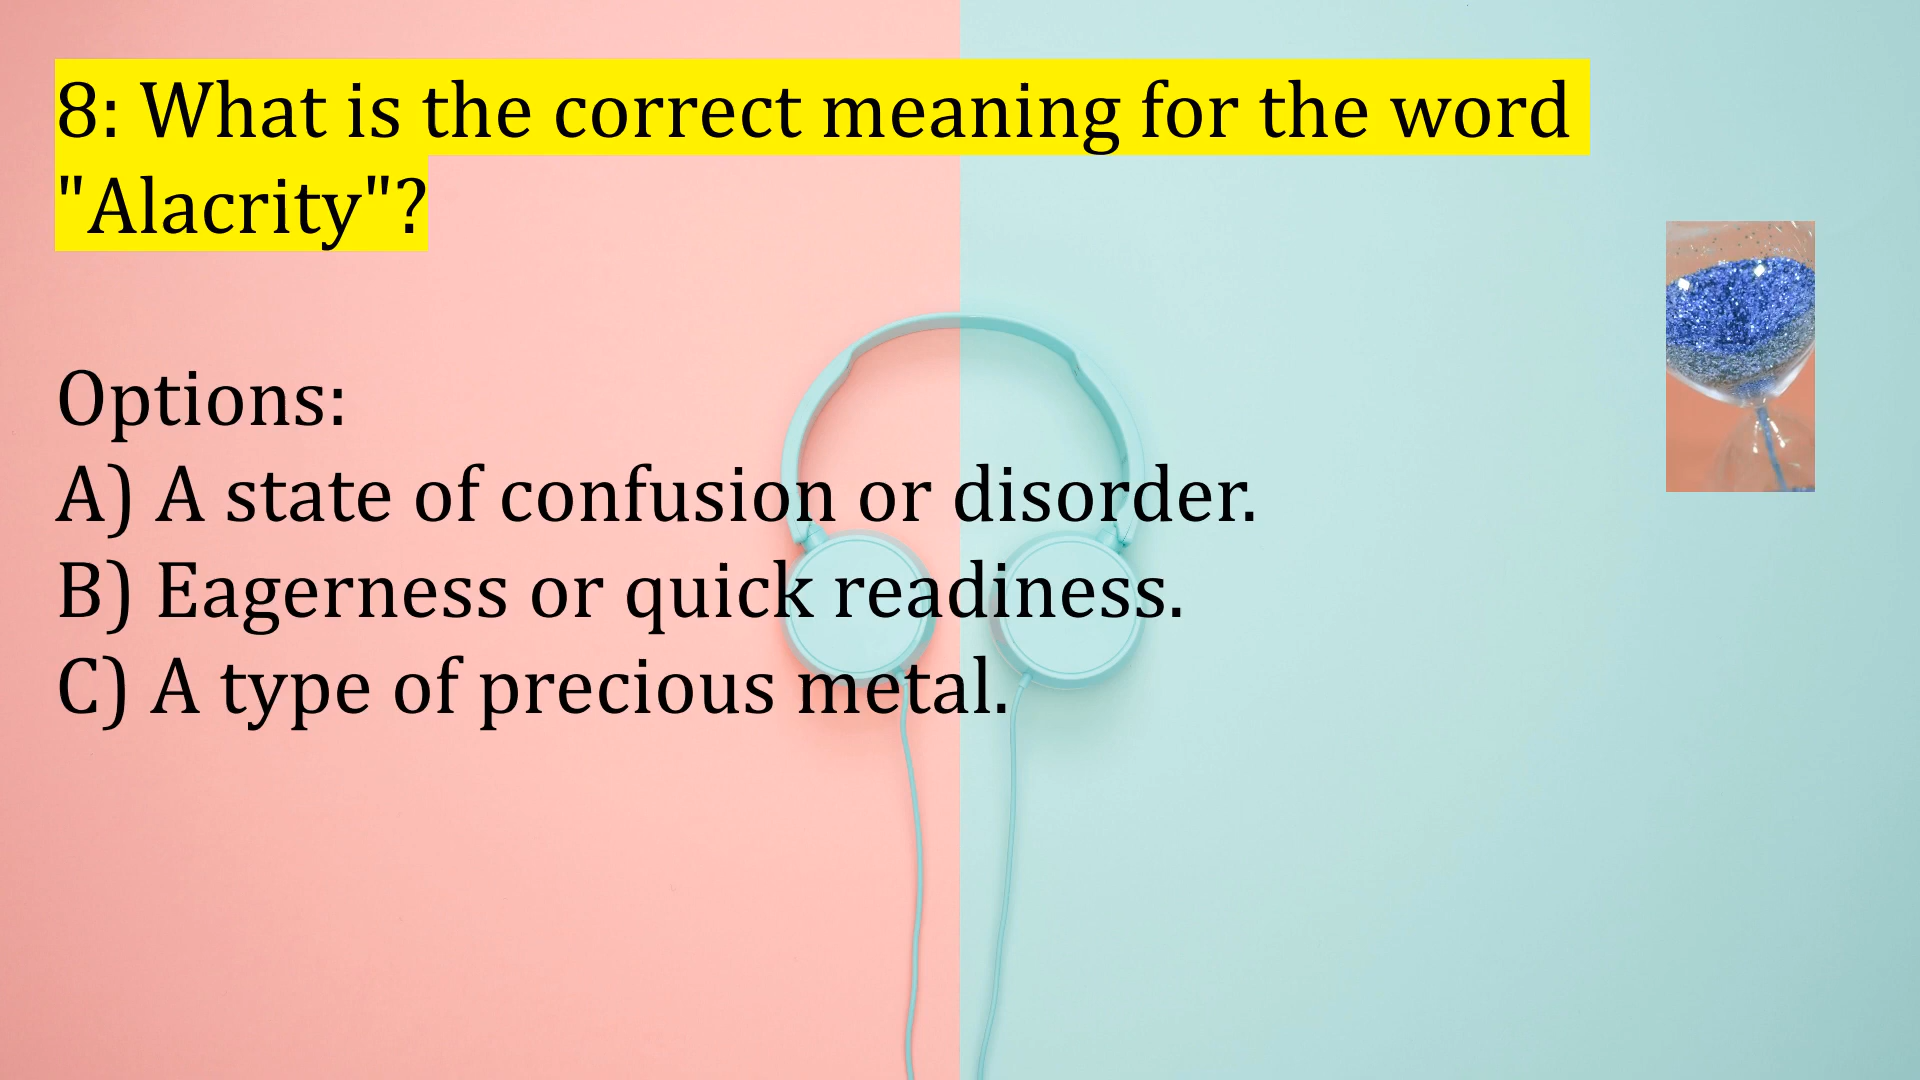 8: What is the correct meaning for the word
"Alacrity"?
Options:
A) A state of confusion or disorder.
B) Eagerness or quick readiness.
C) A type of precious metal.